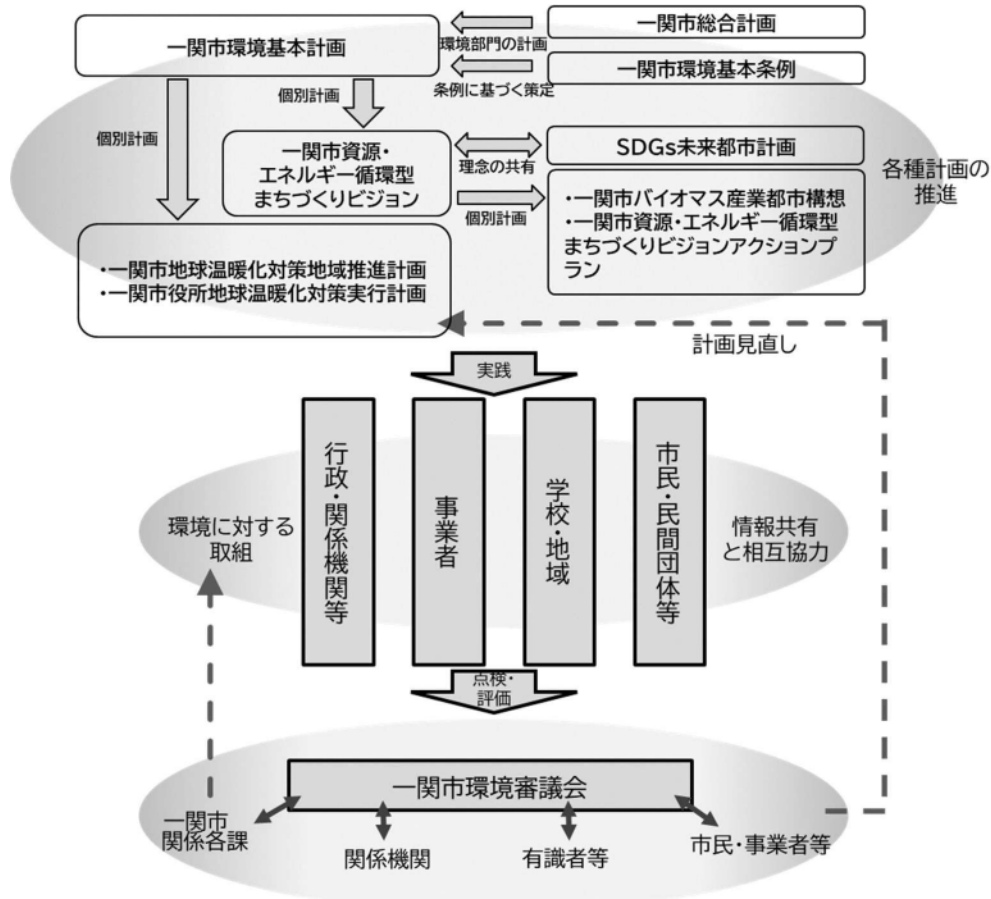 一関市環境基本計画
一関市総合計画
環境部門の計画
一関市環境基本条例
条例に基づく策定
個別計画
個別計画
一関市資源・
エネルギー循環型
まちづくりビジョン
理念の共有
SDGs未来都市計画
各種計画の
推進
個別計画
・一関市バイオマス産業都市構想
・一関市資源・エネルギー循環型
まちづくりビジョンアクションプ
ラン
・一関市地球温暖化対策地域推進計画
・一関市役所地球温暖化対策実行計画
計画見直し
実践
環境に対する
取組
行政・関係機関等
事業者
学校・地域
市民・民間団体等
情報共有
と相互協力
点検・
評価
一関市環境審議会
一関市
関係各課
関係機関
有識者等
市民・事業者等